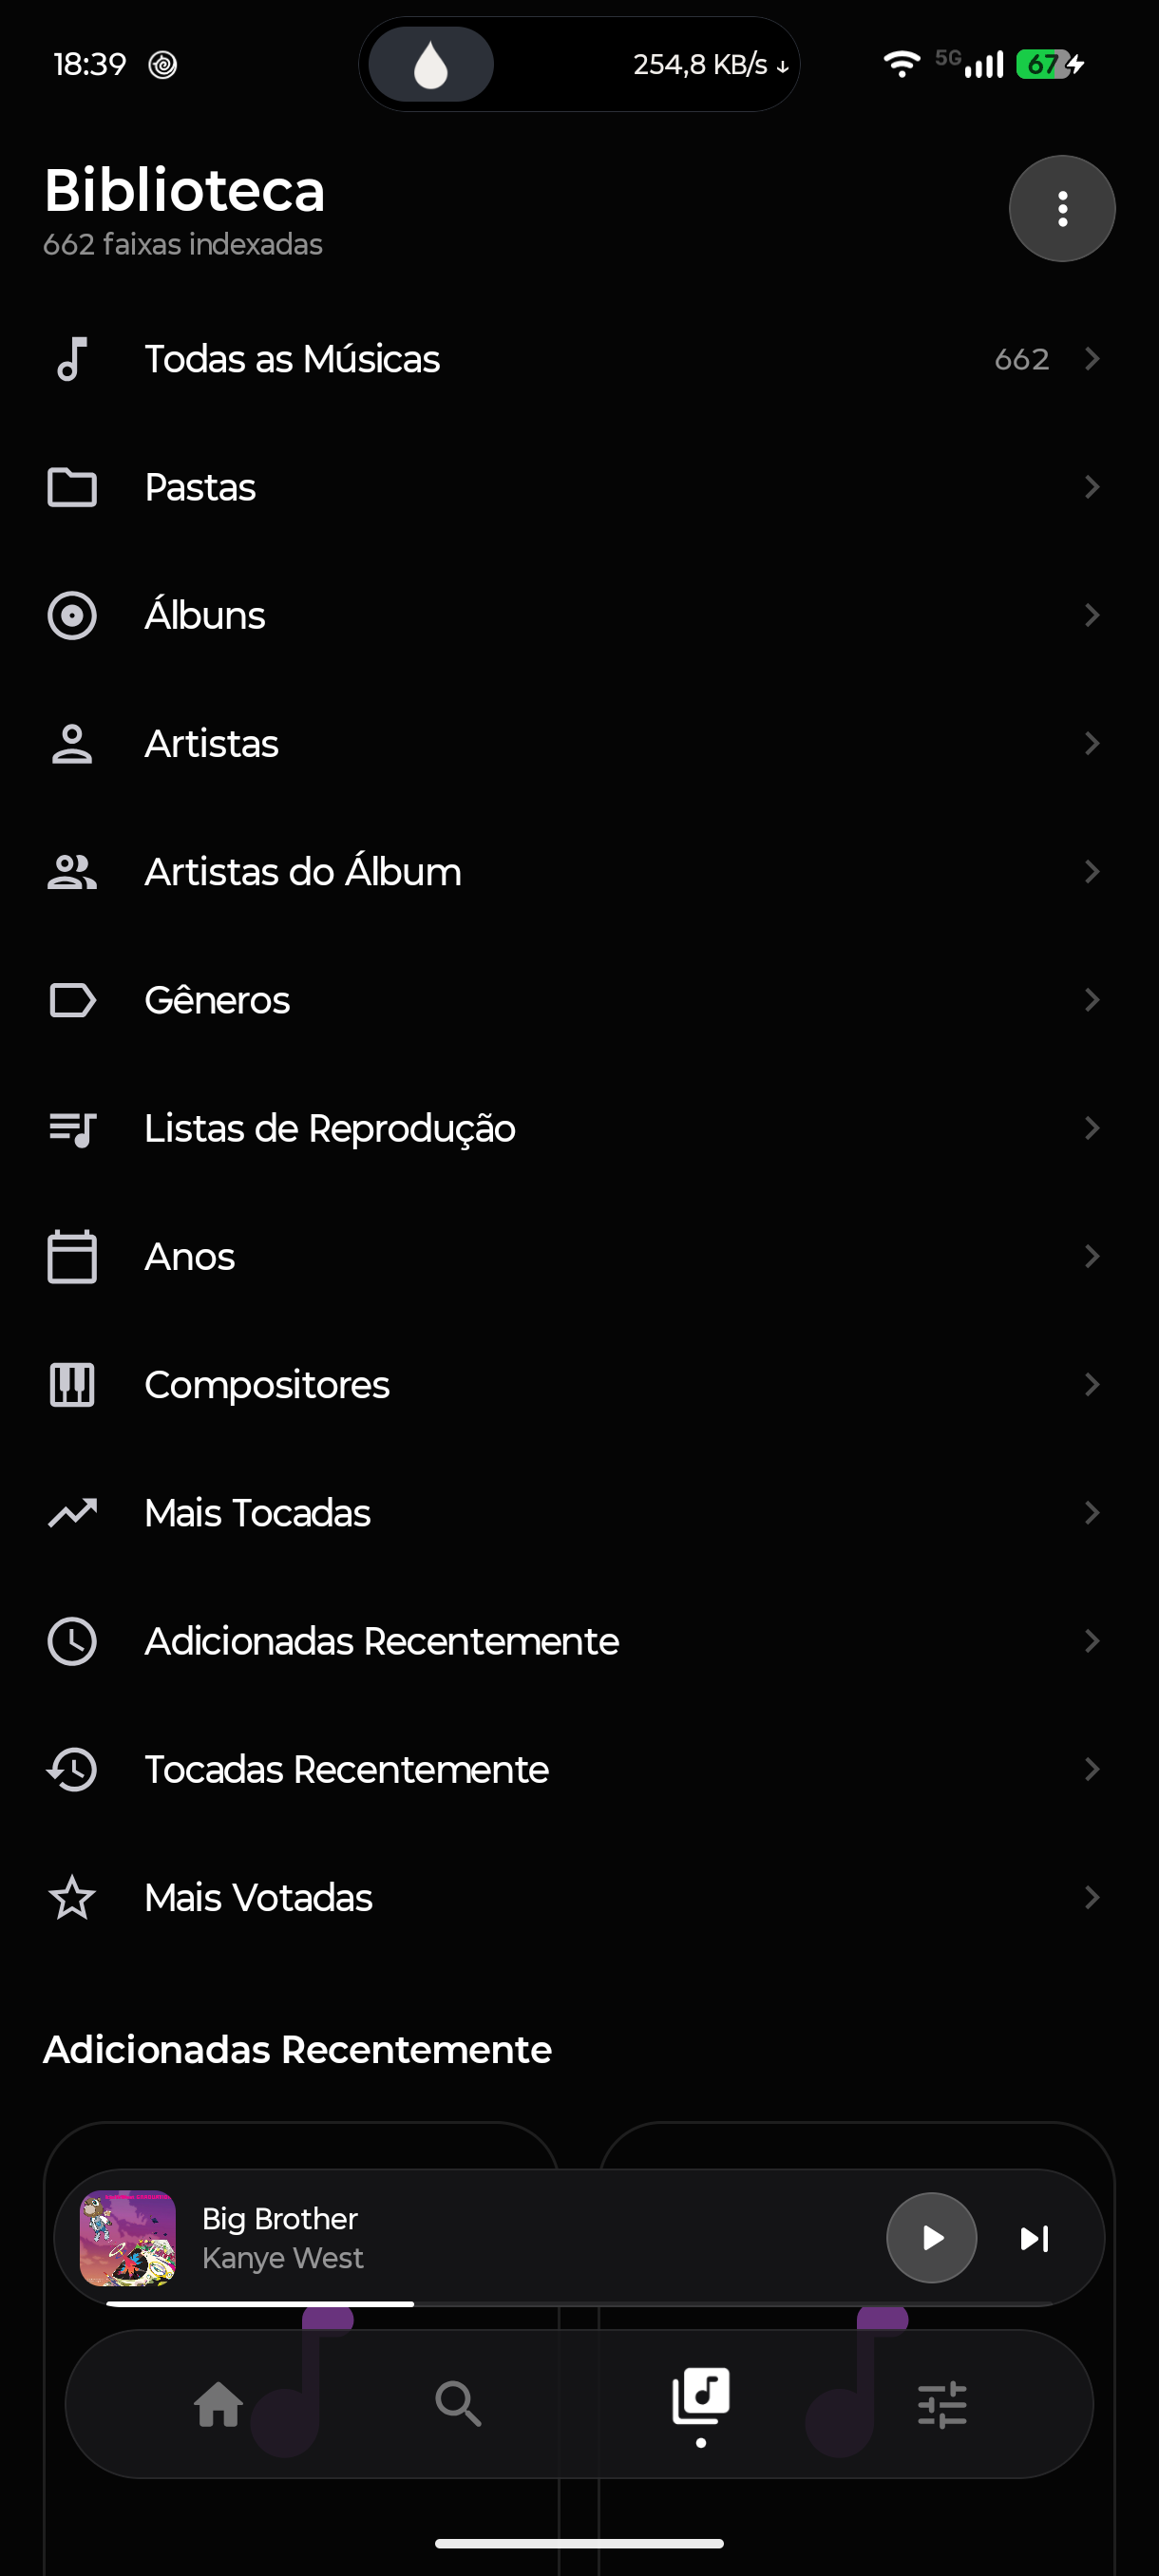 18:39
254,8 KB/s ↓
5G
67
Biblioteca
662 faixas indexadas
Todas as Músicas 662
Pastas
Álbuns
Artistas
Artistas do Álbum
Gêneros
Listas de Reprodução
Anos
Compositores
Mais Tocadas
Adicionadas Recentemente
Tocadas Recentemente
Mais Votadas
Adicionadas Recentemente
Big Brother
Kanye West